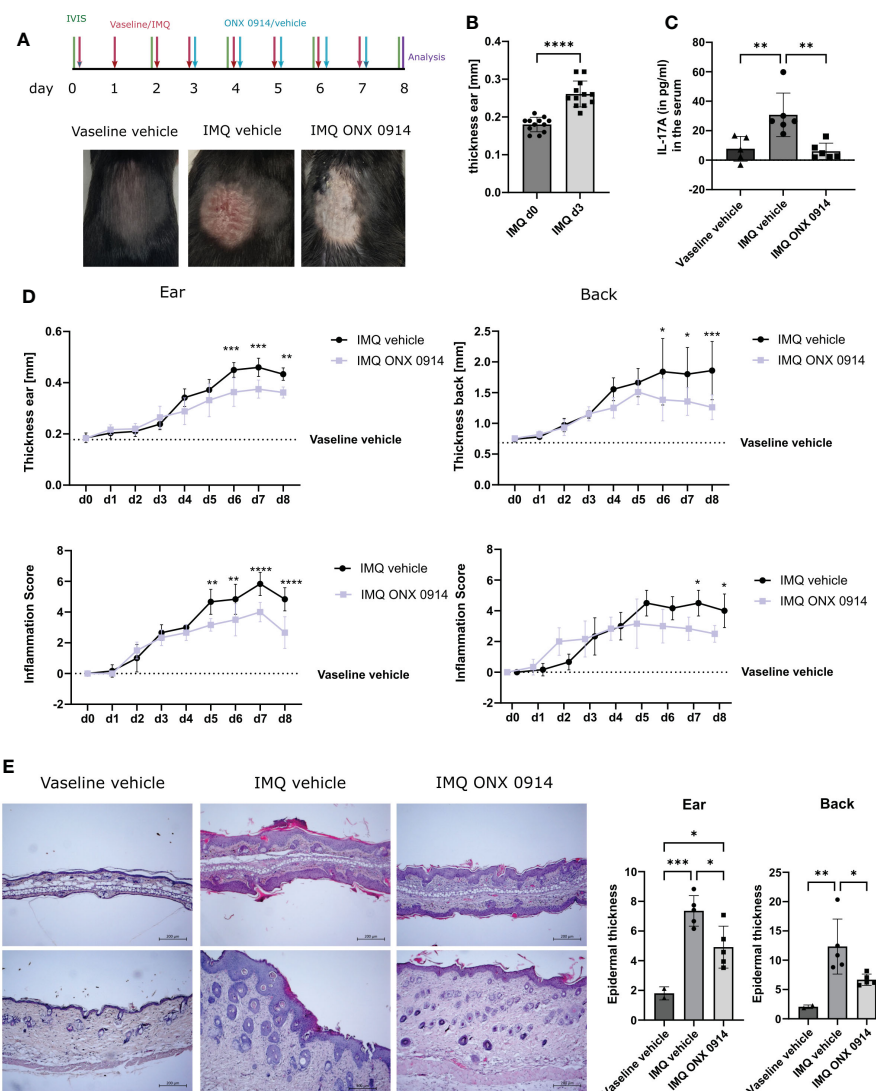 A
IVIS
Vaseline/IMQ
ONX 0914/vehicle
Analysis
day 0 1 2 3 4 5 6 7 8
Vaseline vehicle IMQ vehicle IMQ ONX 0914
B
****
thickness ear [mm]
0.4
0.3
0.2
0.1
0.0
IMQ d0
IMQ d3
C
** **
IL-17A (in pg/ml)
in the serum
80
60
40
20
0
-20
Vaseline vehicle
IMQ vehicle
IMQ ONX 0914
D
Ear
Thickness ear [mm]
0.6
0.4
0.2
0.0
*** *** **
IMQ vehicle
IMQ ONX 0914
Vaseline vehicle
d0 d1 d2 d3 d4 d5 d6 d7 d8
Back
Thickness back [mm]
2.5
2.0
1.5
1.0
0.5
0.0
* * ***
IMQ vehicle
IMQ ONX 0914
Vaseline vehicle
d0 d1 d2 d3 d4 d5 d6 d7 d8
Inflammation Score
8
6
4
2
0
-2
** ** **** ****
IMQ vehicle
IMQ ONX 0914
Vaseline vehicle
d0 d1 d2 d3 d4 d5 d6 d7 d8
Inflammation Score
8
6
4
2
0
-2
* *
IMQ vehicle
IMQ ONX 0914
Vaseline vehicle
d0 d1 d2 d3 d4 d5 d6 d7 d8
E
Vaseline vehicle IMQ vehicle IMQ ONX 0914
200 µm
200 µm
200 µm
200 µm
200 µm
Ear
*
*** *
Epidermal thickness
10
8
6
4
2
0
Vaseline vehicle
IMQ vehicle
IMQ ONX 0914
Back
** *
Epidermal thickness
25
20
15
10
5
0
Vaseline vehicle
IMQ vehicle
IMQ ONX 0914